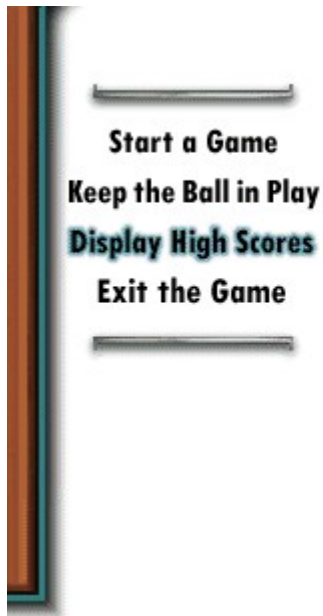 Start a Game
Keep the Ball in Play
Display High Scores
Exit the Game